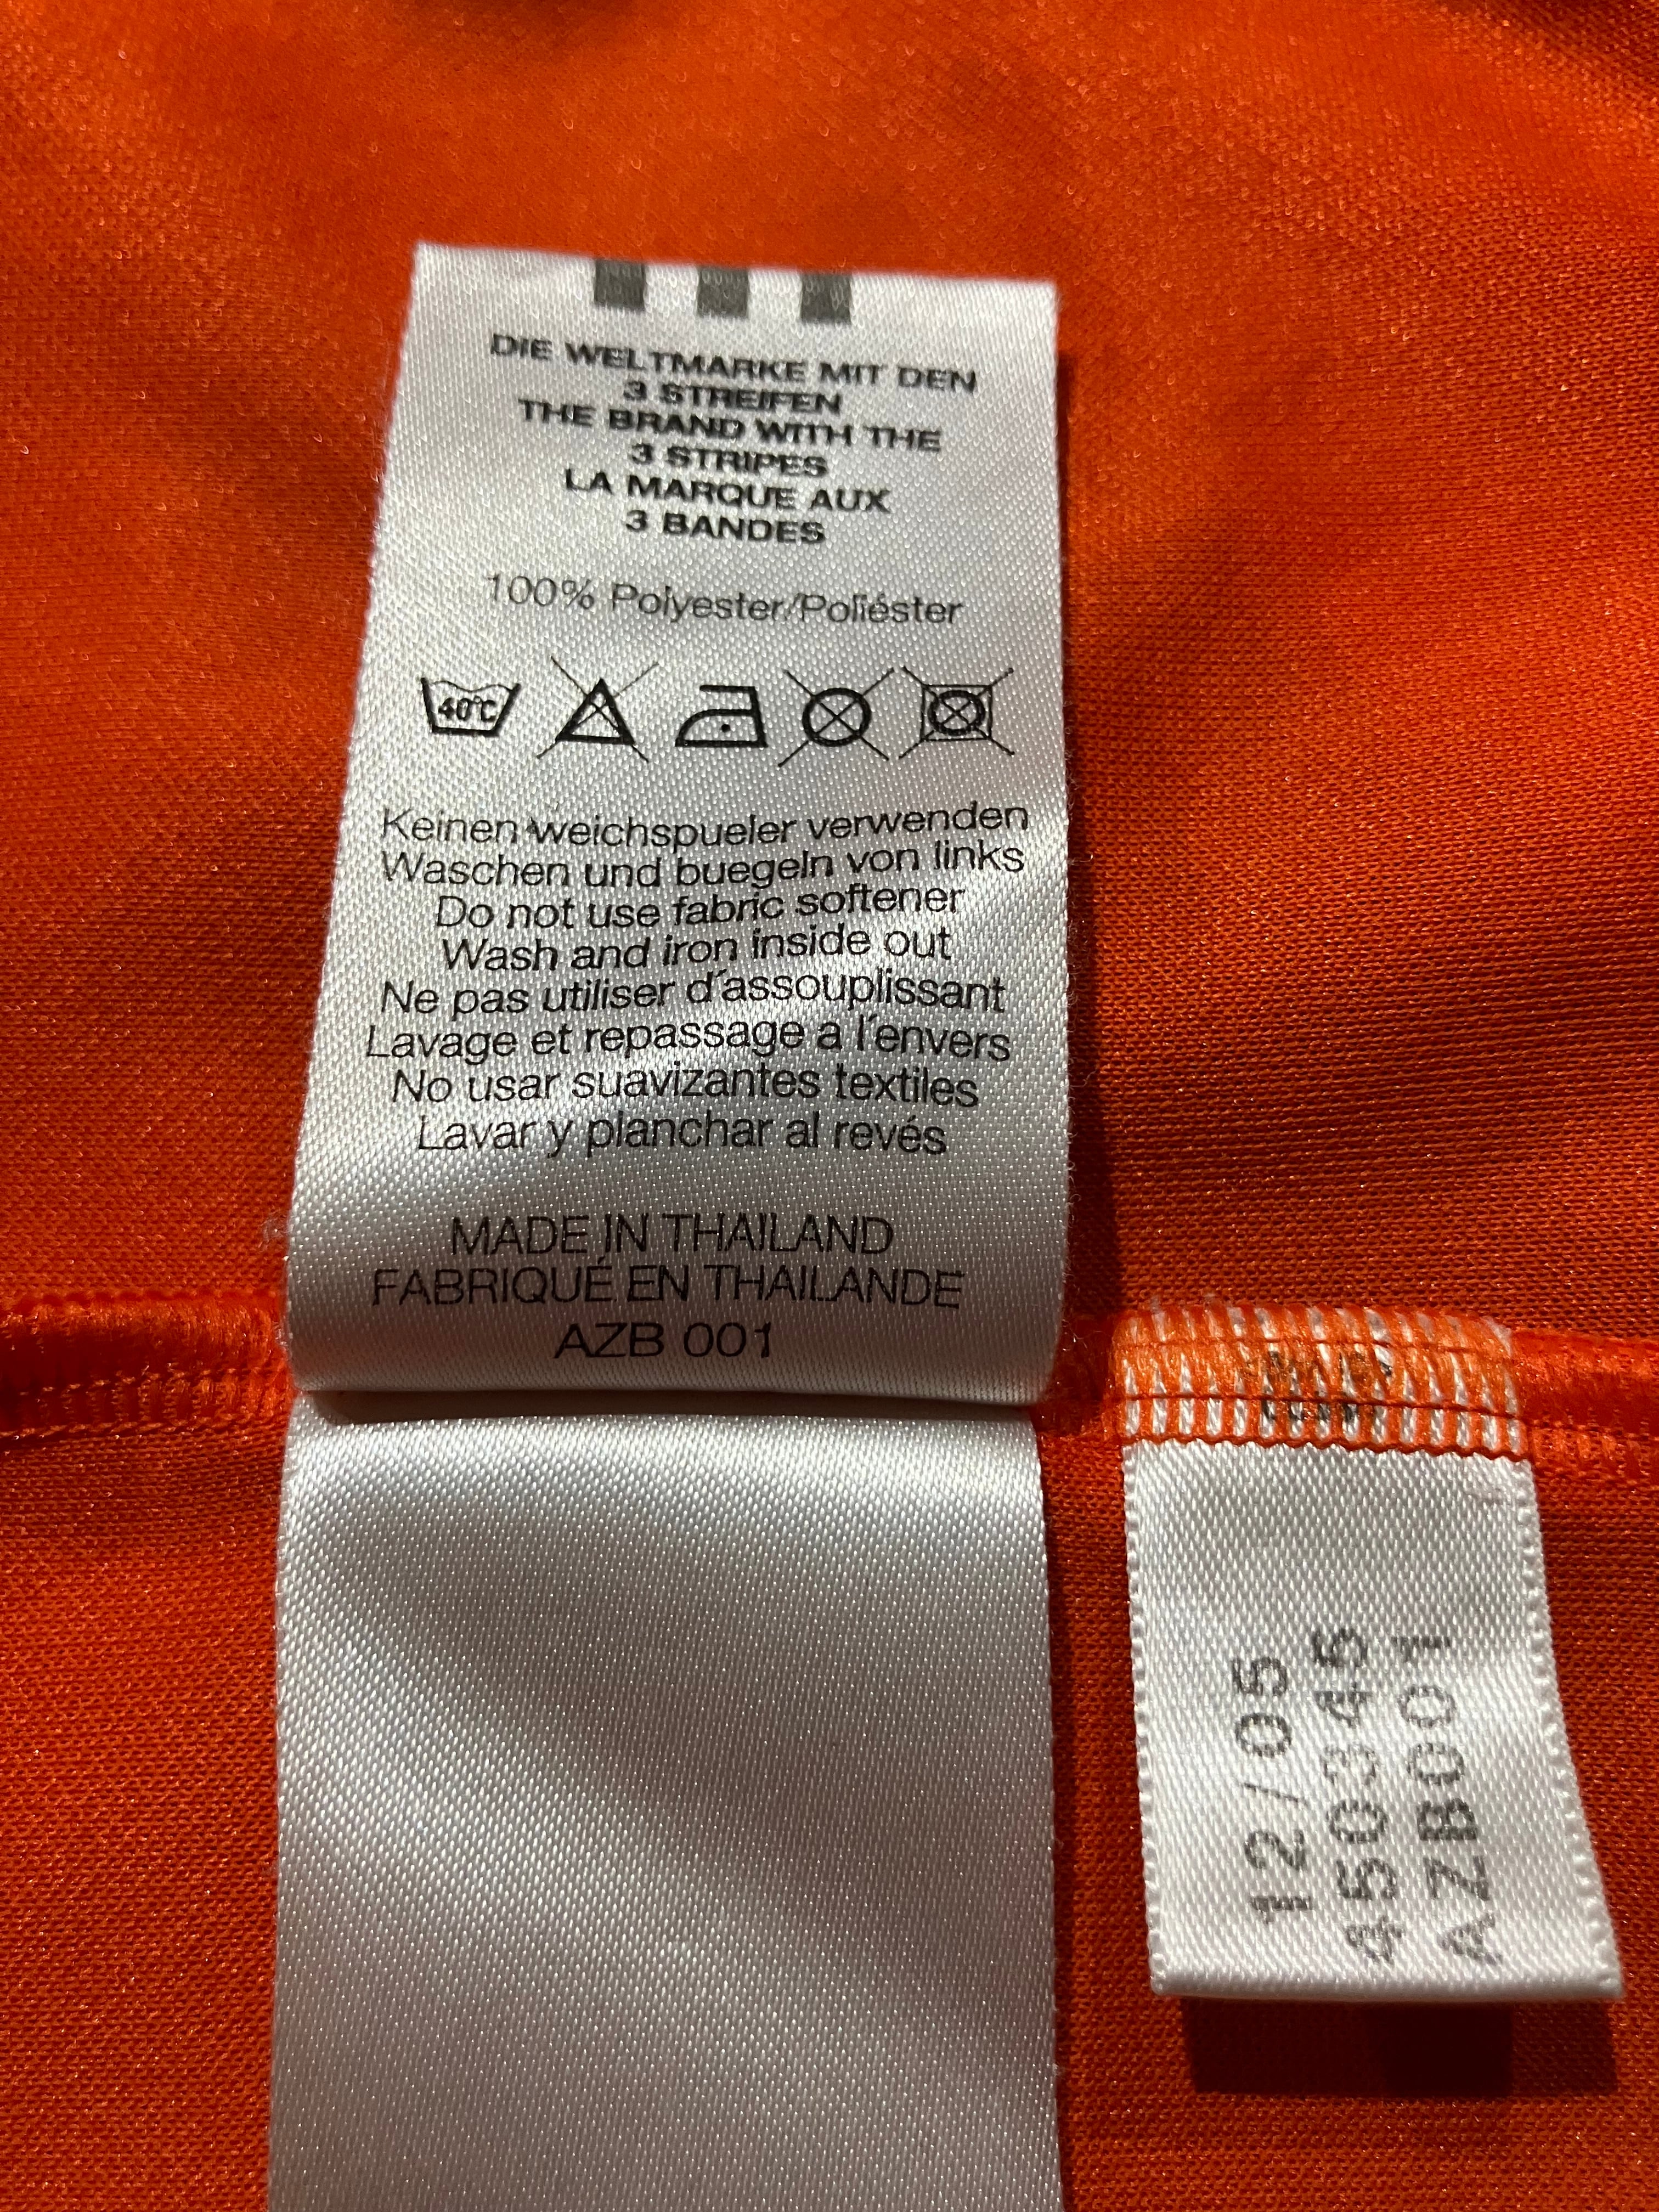 DIE WELTMARKE MIT DEN
3 STREIFEN
THE BRAND WITH THE
3 STRIPES
LA MARQUE AUX
3 BANDES
100% Polyester/Poliéster
40°C
Keinen weichspueler verwenden
Waschen und buegeln von links
Do not use fabric softener
Wash and iron inside out
Ne pas utiliser d'assouplissant
Lavage et repassage a l'envers
No usar suavizantes textiles
Lavar y planchar al revés
MADE IN THAILAND
FABRIQUÉ EN THAILANDE
AZB 001
12/05
450345
AZB001